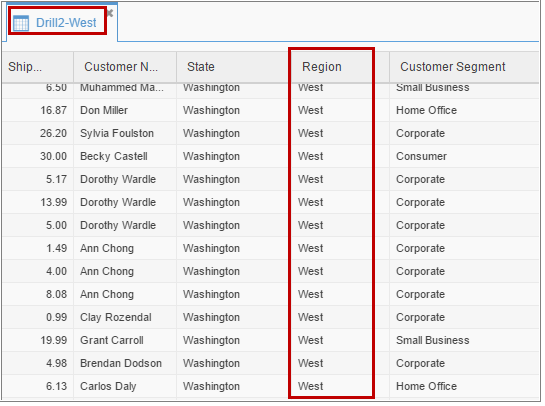 Drill2-West
Ship... Customer N... State Region Customer Segment
6.50 Muhammed Ma... Washington West Small Business
16.87 Don Miller Washington West Home Office
26.20 Sylvia Foulston Washington West Corporate
30.00 Becky Castell Washington West Consumer
5.17 Dorothy Wardle Washington West Corporate
13.99 Dorothy Wardle Washington West Corporate
5.00 Dorothy Wardle Washington West Corporate
1.49 Ann Chong Washington West Corporate
4.00 Ann Chong Washington West Corporate
8.08 Ann Chong Washington West Corporate
0.99 Clay Rozendal Washington West Corporate
19.99 Grant Carroll Washington West Small Business
4.98 Brendan Dodson Washington West Corporate
6.13 Carlos Daly Washington West Home Office